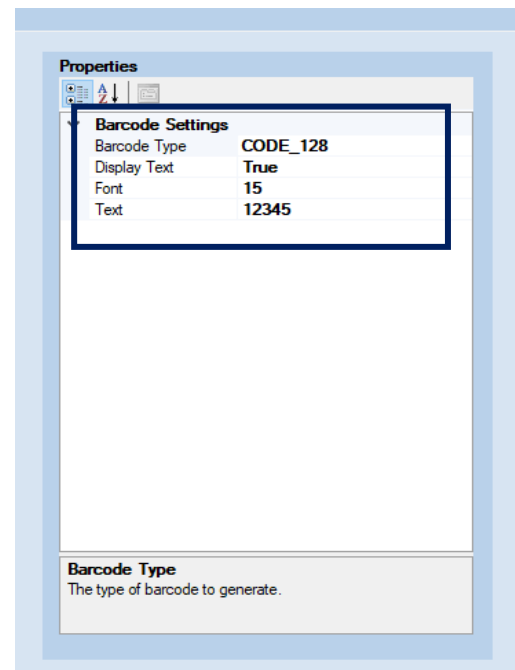 Properties
Barcode Settings
Barcode Type CODE_128
Display Text True
Font 15
Text 12345
Barcode Type
The type of barcode to generate.